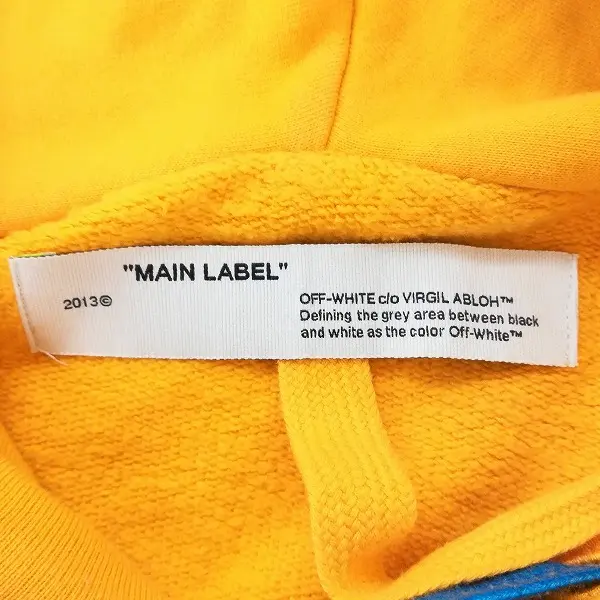 "MAIN LABEL"
2013©
OFF-WHITE c/o VIRGIL ABLOH™
Defining the grey area between black
and white as the color Off-White™